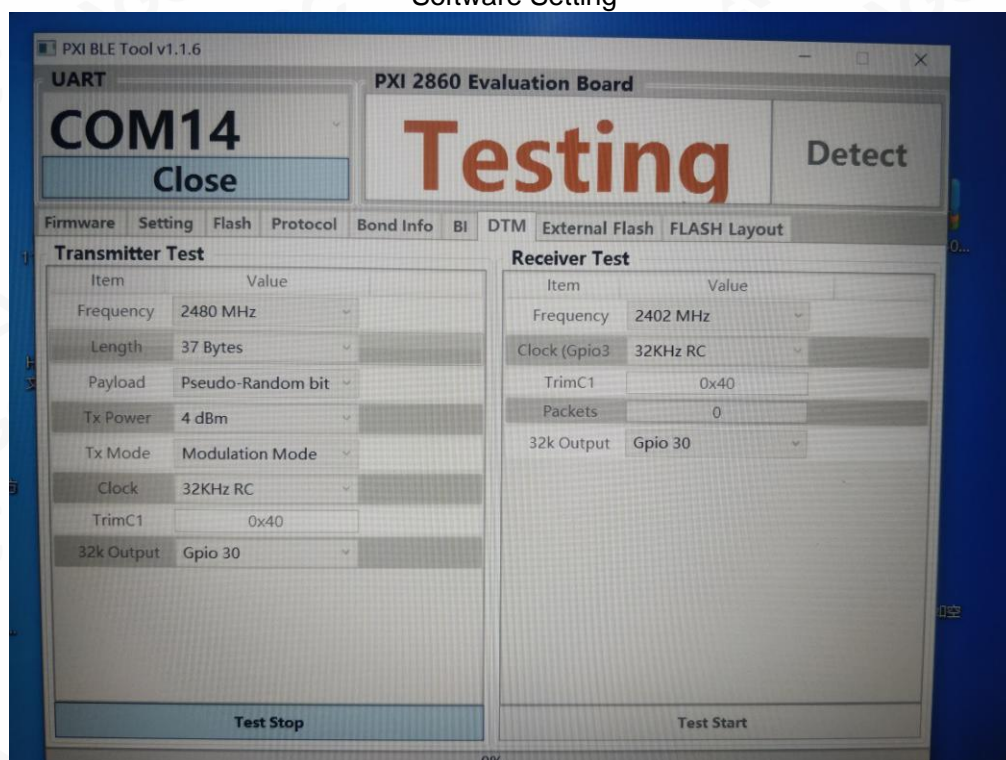 Software Setting
PXI BLE Tool v1.1.6
UART
COM14
Close
PXI 2860 Evaluation Board
Testing
Detect
Firmware Setting Flash Protocol Bond Info BI DTM External Flash FLASH Layout
Transmitter Test
Item Value
Frequency 2480 MHz
Length 37 Bytes
Payload Pseudo-Random bit
Tx Power 4 dBm
Tx Mode Modulation Mode
Clock 32KHz RC
TrimC1 0x40
32k Output Gpio 30
Test Stop
Receiver Test
Item Value
Frequency 2402 MHz
Clock (Gpio3 32KHz RC
TrimC1 0x40
Packets 0
32k Output Gpio 30
Test Start